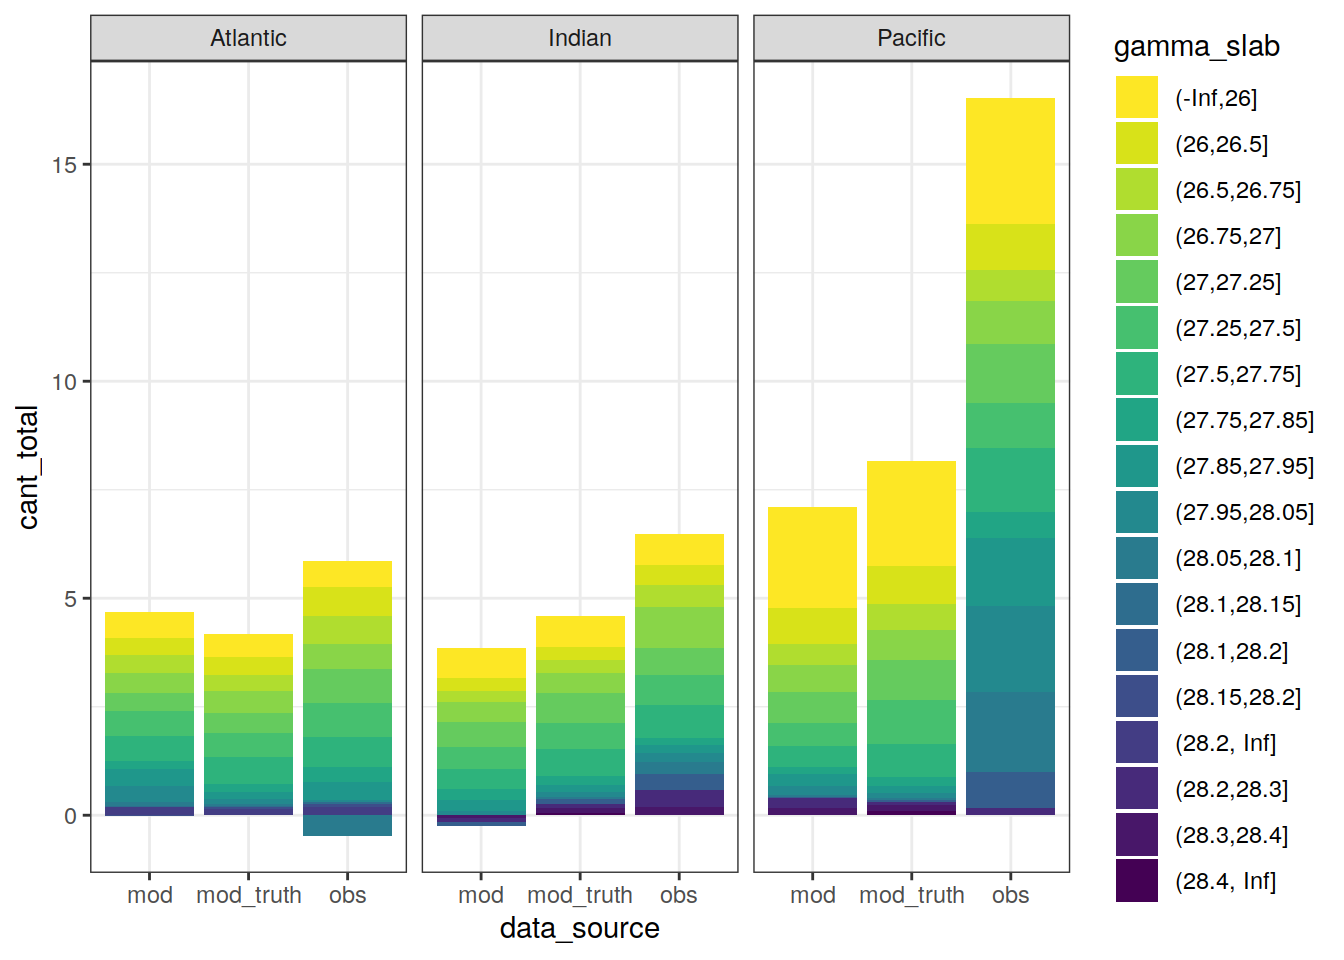 Atlantic
Indian
Pacific
gamma_slab
(-Inf,26]
(26,26.5]
(26.5,26.75]
(26.75,27]
(27,27.25]
(27.25,27.5]
(27.5,27.75]
(27.75,27.85]
(27.85,27.95]
(27.95,28.05]
(28.05,28.1]
(28.1,28.15]
(28.1,28.2]
(28.15,28.2]
(28.2, Inf]
(28.2,28.3]
(28.3,28.4]
(28.4, Inf]
15
10
5
0
cant_total
mod mod_truth obs
mod mod_truth obs
mod mod_truth obs
data_source